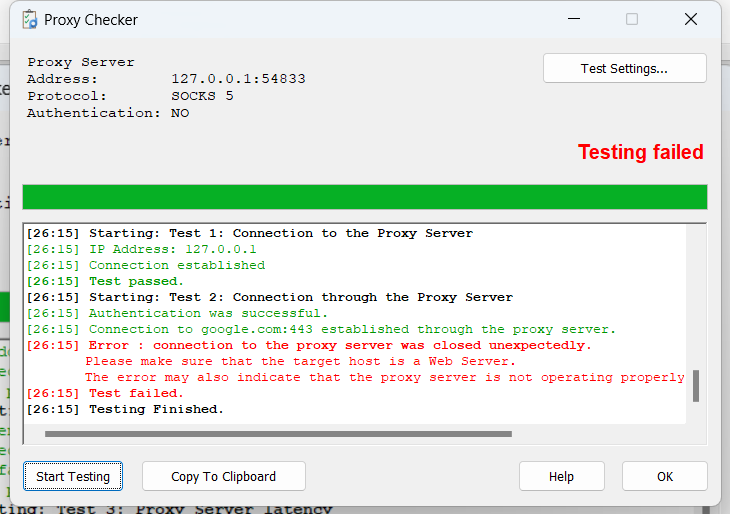 Proxy Checker
Proxy Server
Address: 127.0.0.1:54833
Protocol: SOCKS 5
Authentication: NO
Test Settings...
Testing failed
[26:15] Starting: Test 1: Connection to the Proxy Server
[26:15] IP Address: 127.0.0.1
[26:15] Connection established
[26:15] Test passed.
[26:15] Starting: Test 2: Connection through the Proxy Server
[26:15] Authentication was successful.
[26:15] Connection to google.com:443 established through the proxy server.
[26:15] Error : connection to the proxy server was closed unexpectedly.
Please make sure that the target host is a Web Server.
The error may also indicate that the proxy server is not operating properly
[26:15] Test failed.
[26:15] Testing Finished.
Start Testing
Copy To Clipboard
Help
OK
ting: Test 3: Proxy Server latency